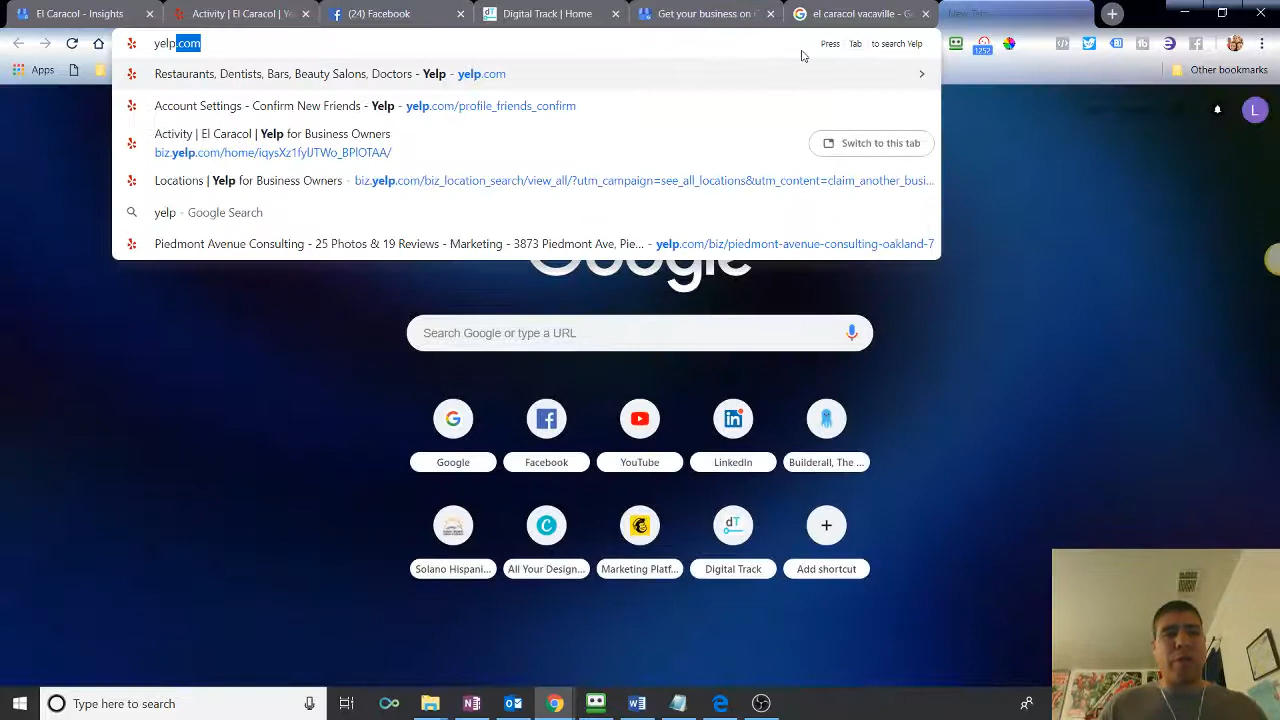 El Caracol - Insights
Activity | El Caracol | Yelp f
(24) Facebook
Digital Track | Home
Get your business on
el caracol vacaville - G
New Tab
yelp.com
Press Tab to search Yelp
1252
Restaurants, Dentists, Bars, Beauty Salons, Doctors - Yelp - yelp.com
Apps
Other bookmarks
Account Settings - Confirm New Friends - Yelp - yelp.com/profile_friends_confirm
Activity | El Caracol | Yelp for Business Owners
Switch to this tab
Locations | Yelp for Business Owners - biz.yelp.com/biz_location_search/view_all/?utm_campaign=see_all_locations&utm_content=claim_another_busi...
yelp - Google Search
Piedmont Avenue Consulting - 25 Photos & 19 Reviews - Marketing - 3873 Piedmont Ave, Pie... - yelp.com/biz/piedmont-avenue-consulting-oakland-7
L
Google
Search Google or type a URL
Google
Facebook
YouTube
LinkedIn
Builderall, The ...
dT
Solano Hispani...
All Your Design...
Marketing Platf...
Digital Track
Add shortcut
Type here to search